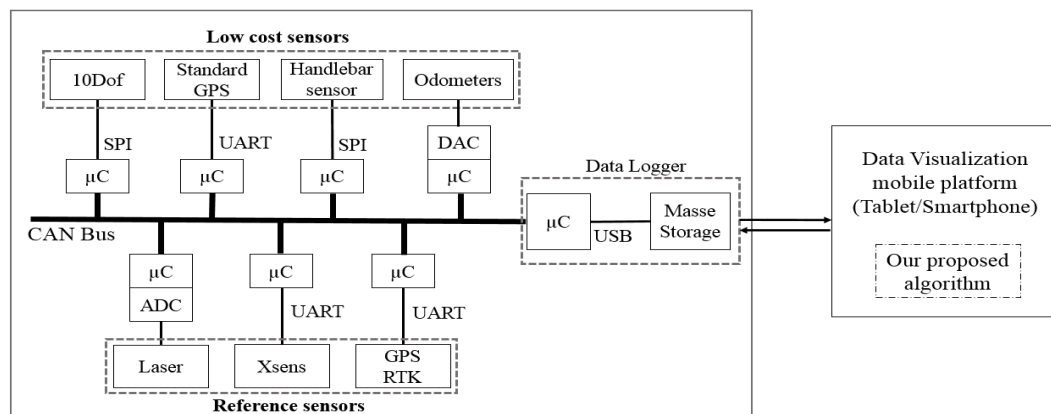 Low cost sensors
10Dof
Standard
GPS
Handlebar
sensor
Odometers
SPI
UART
SPI
DAC
µC
µC
µC
µC
Data Logger
µC
USB
Masse
Storage
CAN Bus
µC
ADC
µC
µC
UART
UART
Laser
Xsens
GPS
RTK
Reference sensors
Data Visualization
mobile platform
(Tablet/Smartphone)
Our proposed
algorithm